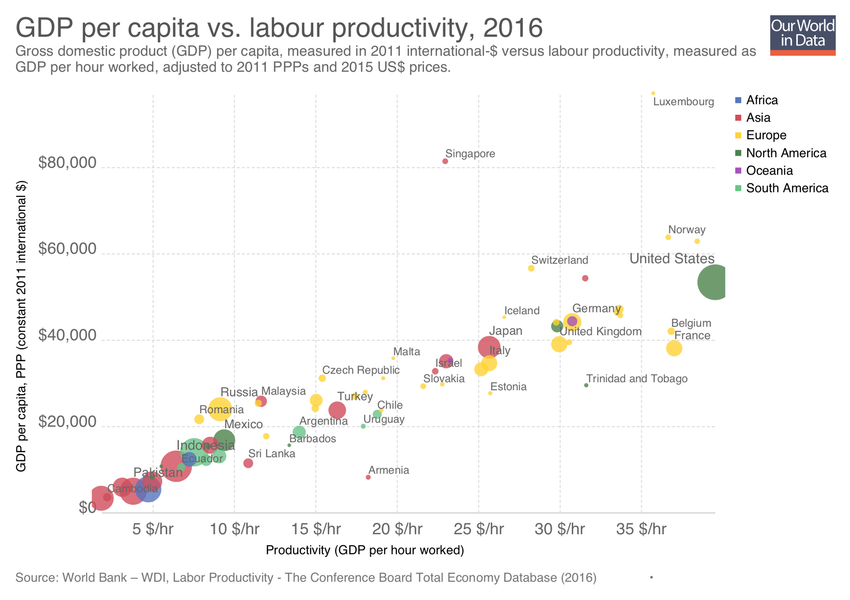 GDP per capita vs. labour productivity, 2016
Our World
in Data
Gross domestic product (GDP) per capita, measured in 2011 international-$ versus labour productivity, measured as
GDP per hour worked, adjusted to 2011 PPPs and 2015 US$ prices.
Luxembourg
Africa
Asia
Europe
North America
Oceania
South America
Singapore
$80,000
Norway
United States
Switzerland
$60,000
Iceland
Germany
Belgium
United Kingdom
France
Japan
$40,000
Malta
Italy
Israel
Czech Republic
Slovakia
Trinidad and Tobago
Estonia
Russia
Malaysia
Turkey
Chile
Romania
$20,000
Mexico
Argentina
Uruguay
Barbados
Indonesia
Sri Lanka
Ecuador
Pakistan
Armenia
Cambodia
$0
GDP per capita, PPP (constant 2011 international $)
5 $/hr
10 $/hr
15 $/hr
20 $/hr
25 $/hr
30 $/hr
35 $/hr
Productivity (GDP per hour worked)
Source: World Bank – WDI, Labor Productivity - The Conference Board Total Economy Database (2016)
•